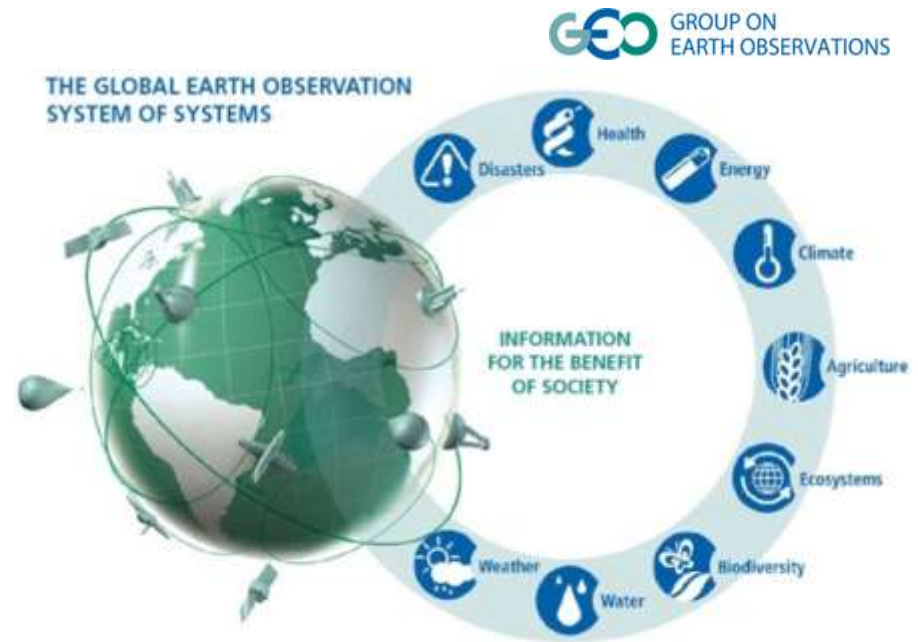 GEO GROUP ON
EARTH OBSERVATIONS
THE GLOBAL EARTH OBSERVATION
SYSTEM OF SYSTEMS
Health
Disasters
Energy
Climate
INFORMATION
FOR THE BENEFIT
OF SOCIETY
Agriculture
Ecosystems
Weather
Biodiversity
Water